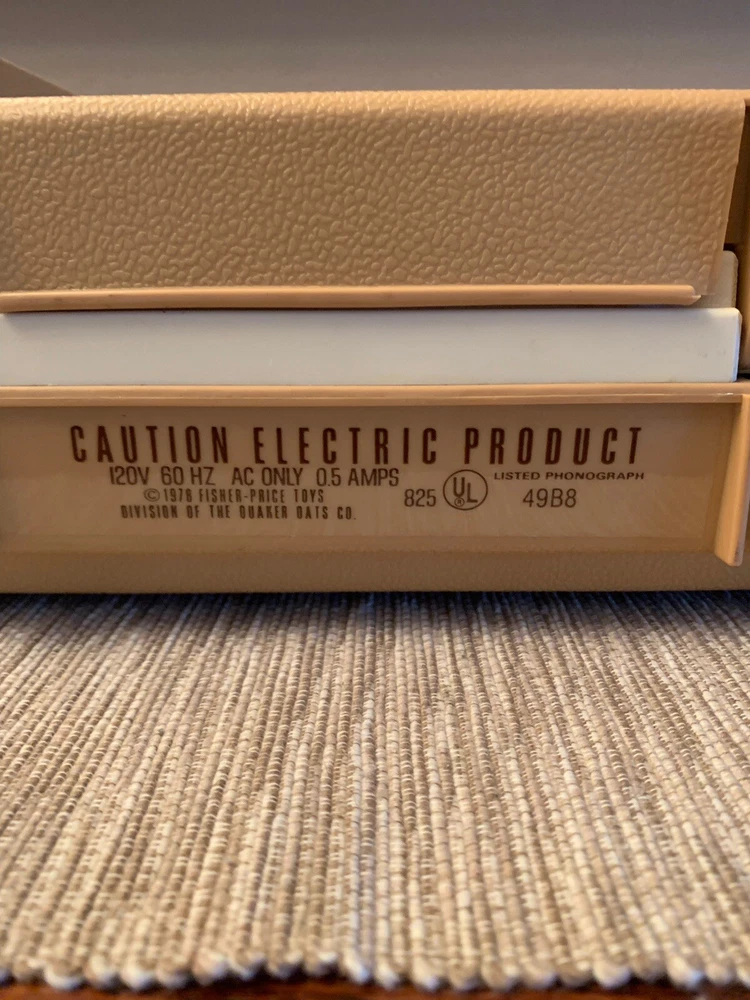 CAUTION ELECTRIC PRODUCT
120V 60 HZ AC ONLY 0.5 AMPS
© 1978 FISHER-PRICE TOYS
DIVISION OF THE QUAKER OATS CO.
825 UL ® LISTED PHONOGRAPH
49B8